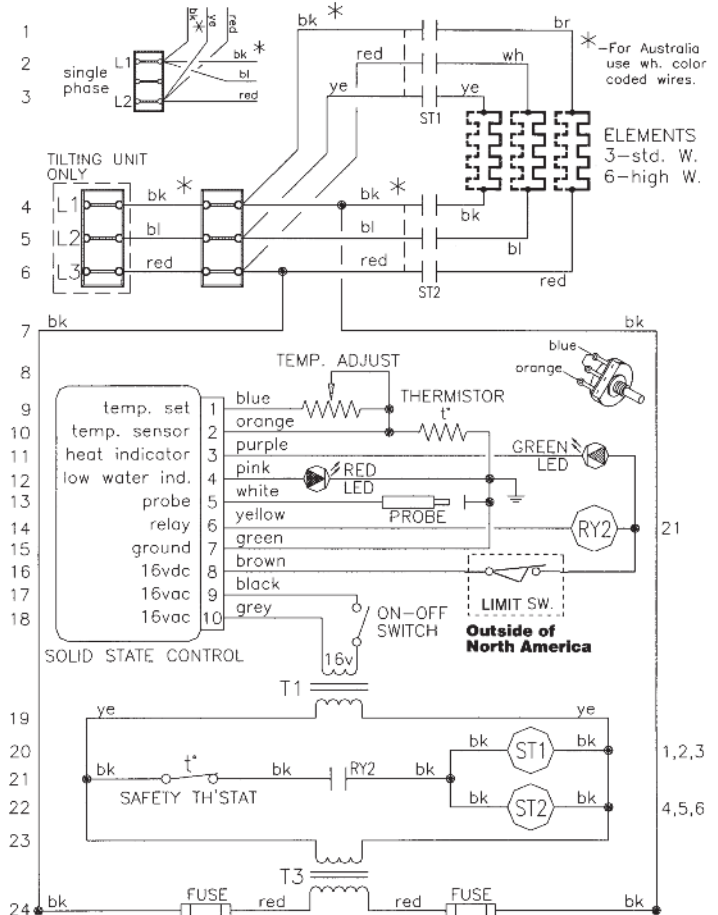 bk * ye red
1 bk * br
2 L1 bk * red wh
single phase bl
3 L2 red ye ye
ST1
*-For Australia
use wh. color
coded wires.
ELEMENTS
3-std. W.
6-high W.
TILTING UNIT
ONLY
4 L1 bk * bk * bk
5 L2 bl bl bl
6 L3 red red red
ST2
7 bk bk
blue
orange
8 TEMP. ADJUST
THERMISTOR
t°
9 temp. set 1 blue
10 temp. sensor 2 orange
11 heat indicator 3 purple GREEN LED
12 low water ind. 4 pink RED LED
13 probe 5 white PROBE
14 relay 6 yellow RY2 21
15 ground 7 green
16 16vdc 8 brown LIMIT SW.
17 16vac 9 black
18 16vac 10 grey
ON-OFF
SWITCH
Outside of
North America
SOLID STATE CONTROL
16v
T1
19 ye ye
20 bk ST1 bk 1,2,3
21 bk t° bk RY2 bk
SAFETY TH'STAT
22 bk ST2 bk 4,5,6
23
T3
24 bk FUSE red red FUSE bk